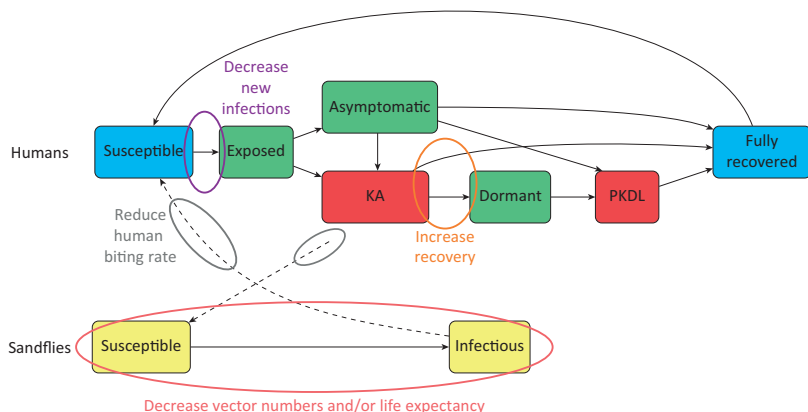 Decrease
new
infections
Asymptomatic
Humans
Susceptible
Exposed
Fully
recovered
KA
Dormant
PKDL
Reduce
human
biting rate
Increase
recovery
Sandflies
Susceptible
Infectious
Decrease vector numbers and/or life expectancy